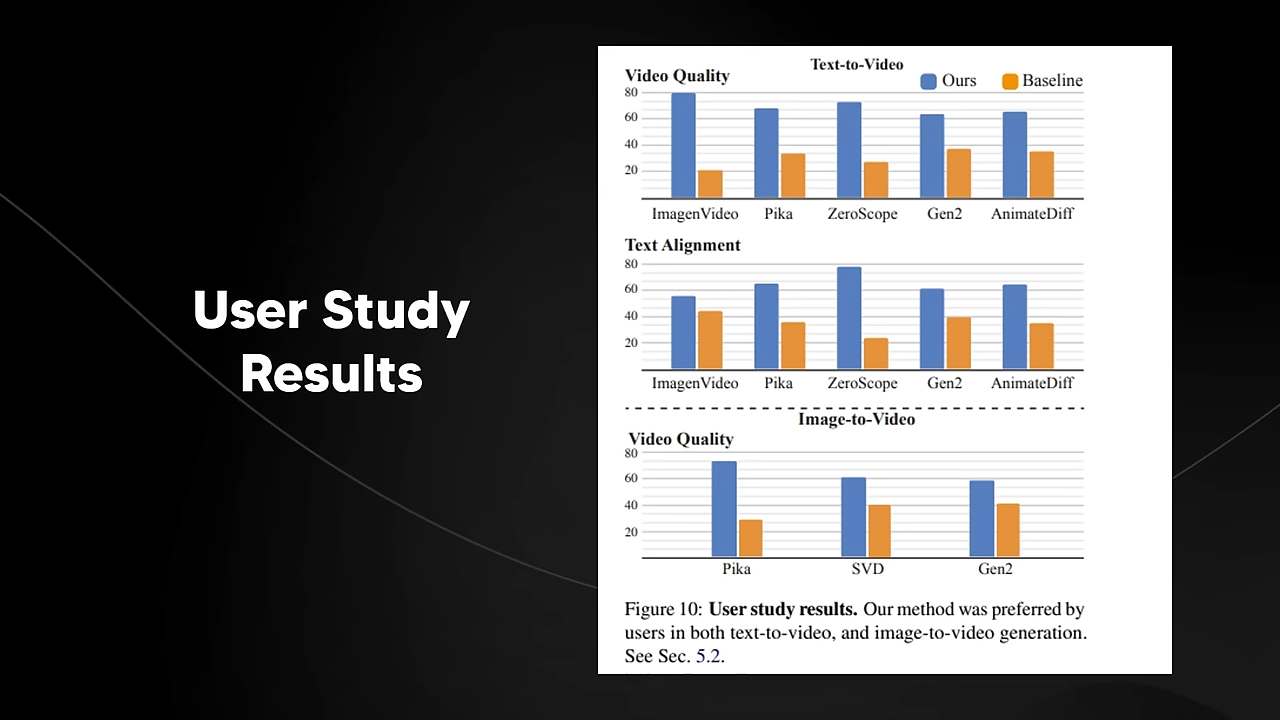 User Study
Results
Text-to-Video
Video Quality
Ours
Baseline
80
60
40
20
ImagenVideo Pika ZeroScope Gen2 AnimateDiff
Text Alignment
80
60
40
20
ImagenVideo Pika ZeroScope Gen2 AnimateDiff
Image-to-Video
Video Quality
80
60
40
20
Pika SVD Gen2
Figure 10: User study results. Our method was preferred by
users in both text-to-video, and image-to-video generation.
See Sec. 5.2.